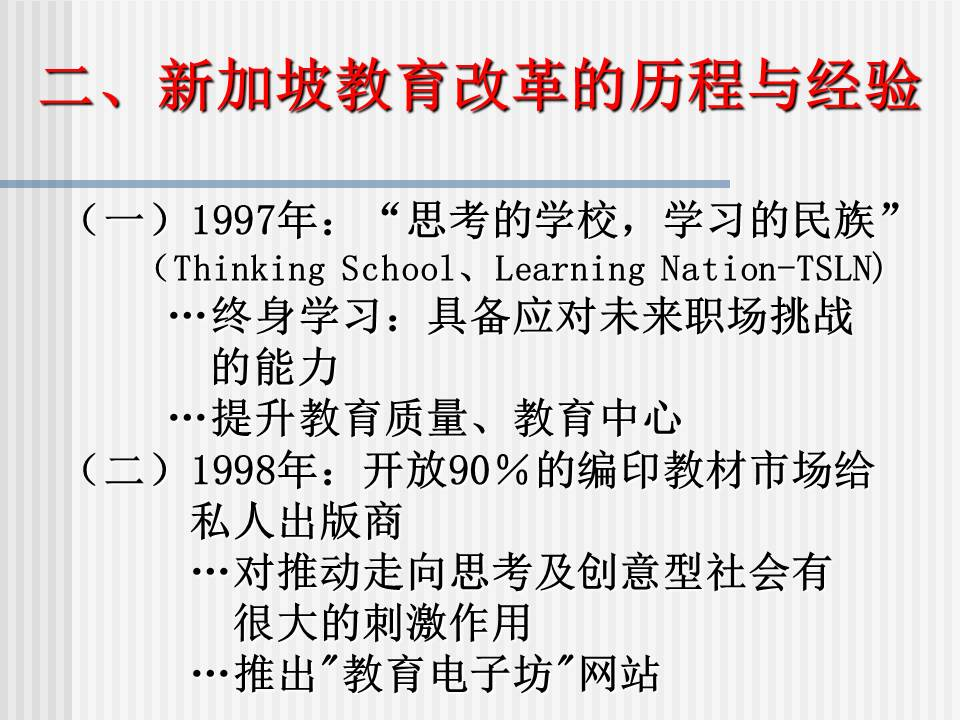 二、新加坡教育改革的历程与经验
（一）1997年：“思考的学校，学习的民族”
（Thinking School、Learning Nation-TSLN)
…终身学习：具备应对未来职场挑战
的能力
…提升教育质量、教育中心
（二）1998年：开放90％的编印教材市场给
私人出版商
…对推动走向思考及创意型社会有
很大的刺激作用
…推出"教育电子坊"网站